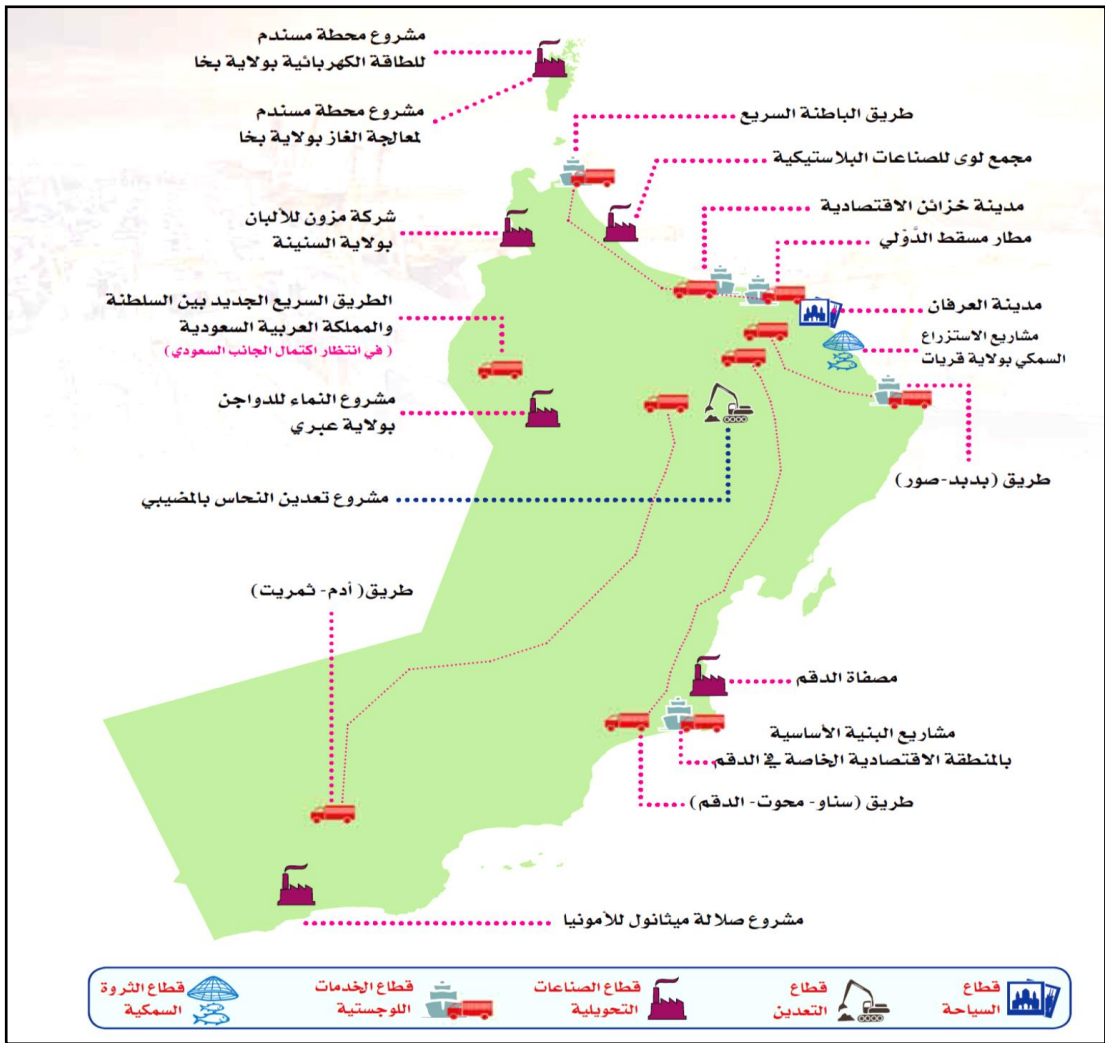 مشروع محطة مسندم
للطاقة الكهربائية بولاية بخا
مشروع محطة مسندم
لمعالجة الغاز بولاية بخا
طريق الباطنة السريع
مجمع لوى للصناعات البلاستيكية
مدينة خزائن الاقتصادية
مطار مسقط الدَّوْلي
مدينة العرفان
مشاريع الاستزراع
السمكي بولاية قريات
شركة مزون للألبان
بولاية السنينة
الطريق السريع الجديد بين السلطنة
والمملكة العربية السعودية
( في انتظار اكتمال الجانب السعودي)
مشروع النماء للدواجن
بولاية عبري
طريق (بدبد-صور)
مشروع تعدين النحاس بالمضيبي
طريق( أدم- ثمريت)
مصفاة الدقم
مشاريع البنية الأساسية
بالمنطقة الاقتصادية الخاصة في الدقم
طريق (سناو- محوت- الدقم)
مشروع صلالة ميثانول للأمونيا
قطاع
السياحة
قطاع
التعدين
قطاع الصناعات
التحويلية
قطاع الخدمات
اللوجستية
قطاع الثروة
السمكية